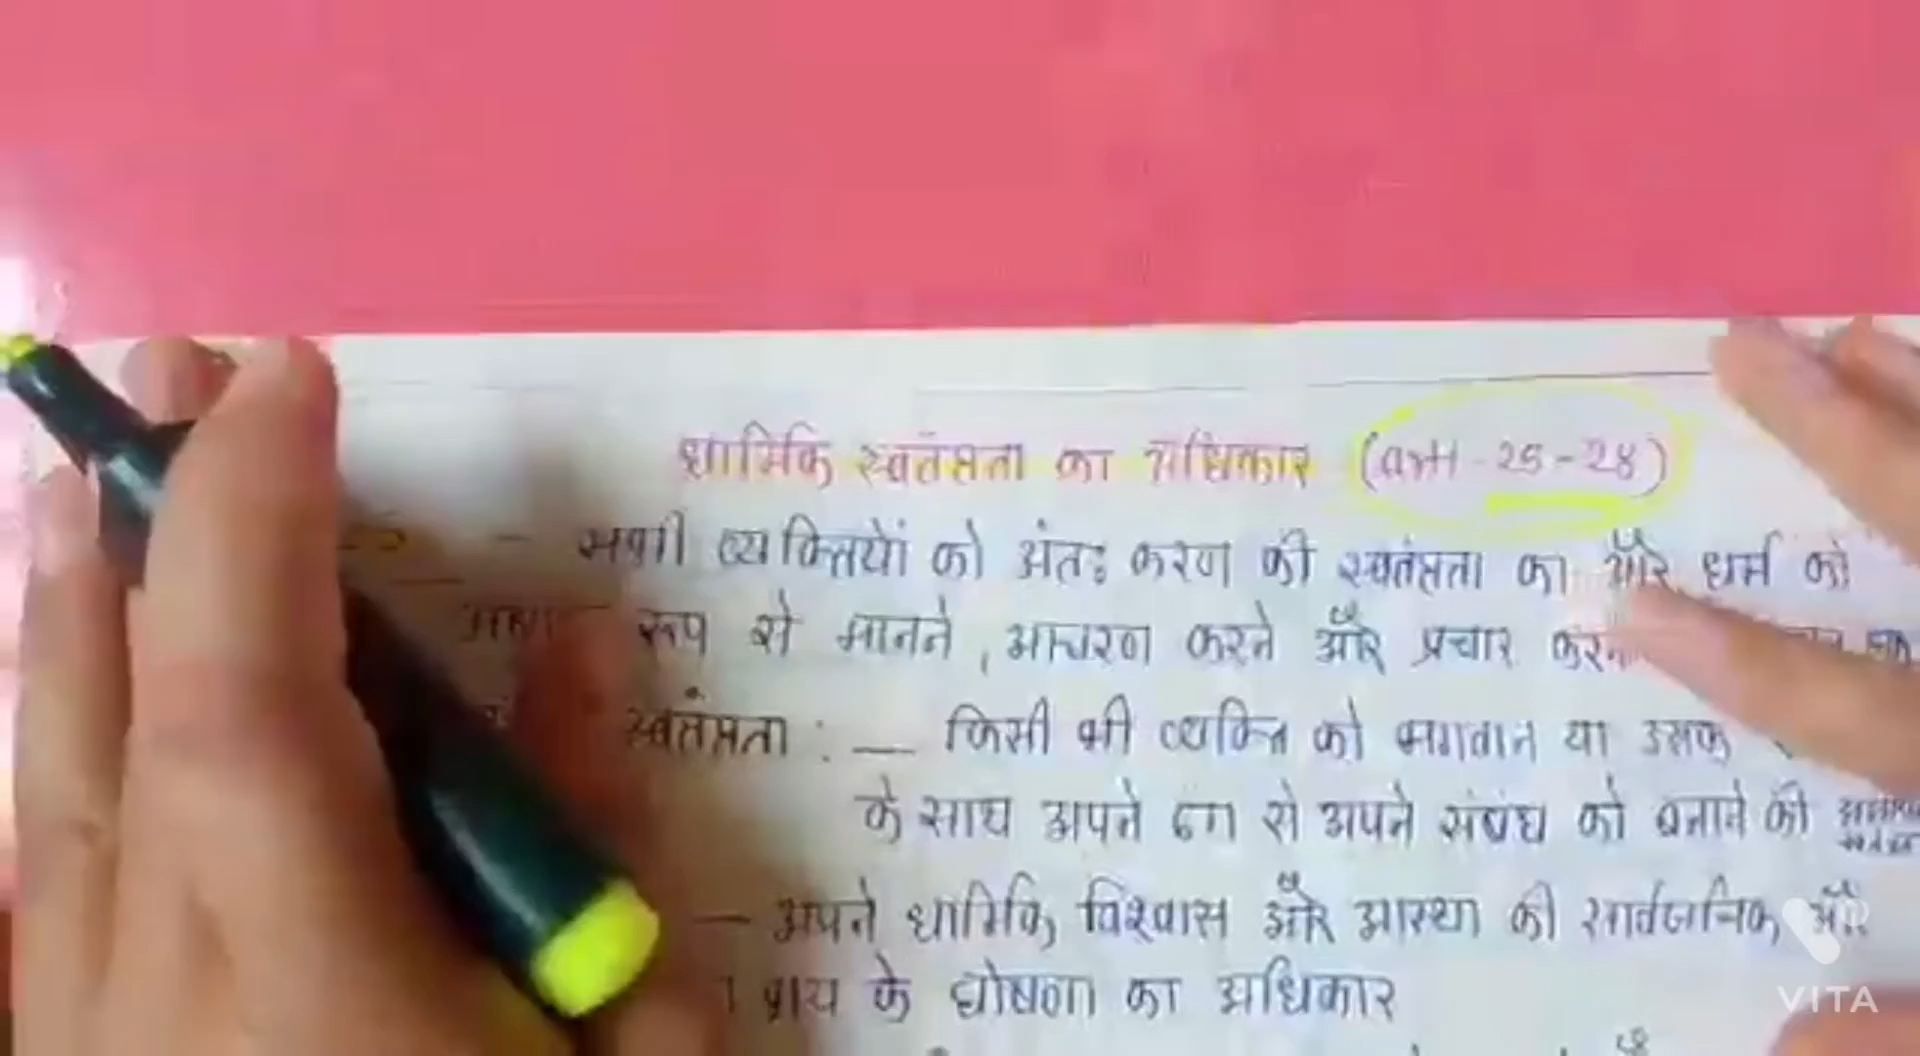 धार्मिक स्वतंत्रता का अधिकार (art - 25-28)
- सभी व्यक्तियों को अंतः करण की स्वतंत्रता का और धर्म को
रूप से मानने, आचरण करने और प्रचार
स्वतंत्रता : — किसी भी व्यक्ति को भगवान या उसके
के साथ अपने ढंग से अपने संबंध को बनाने की
— अपने धार्मिक विश्वास और आस्था की सार्वजनिक और
के घोषणा का अधिकार
VITA